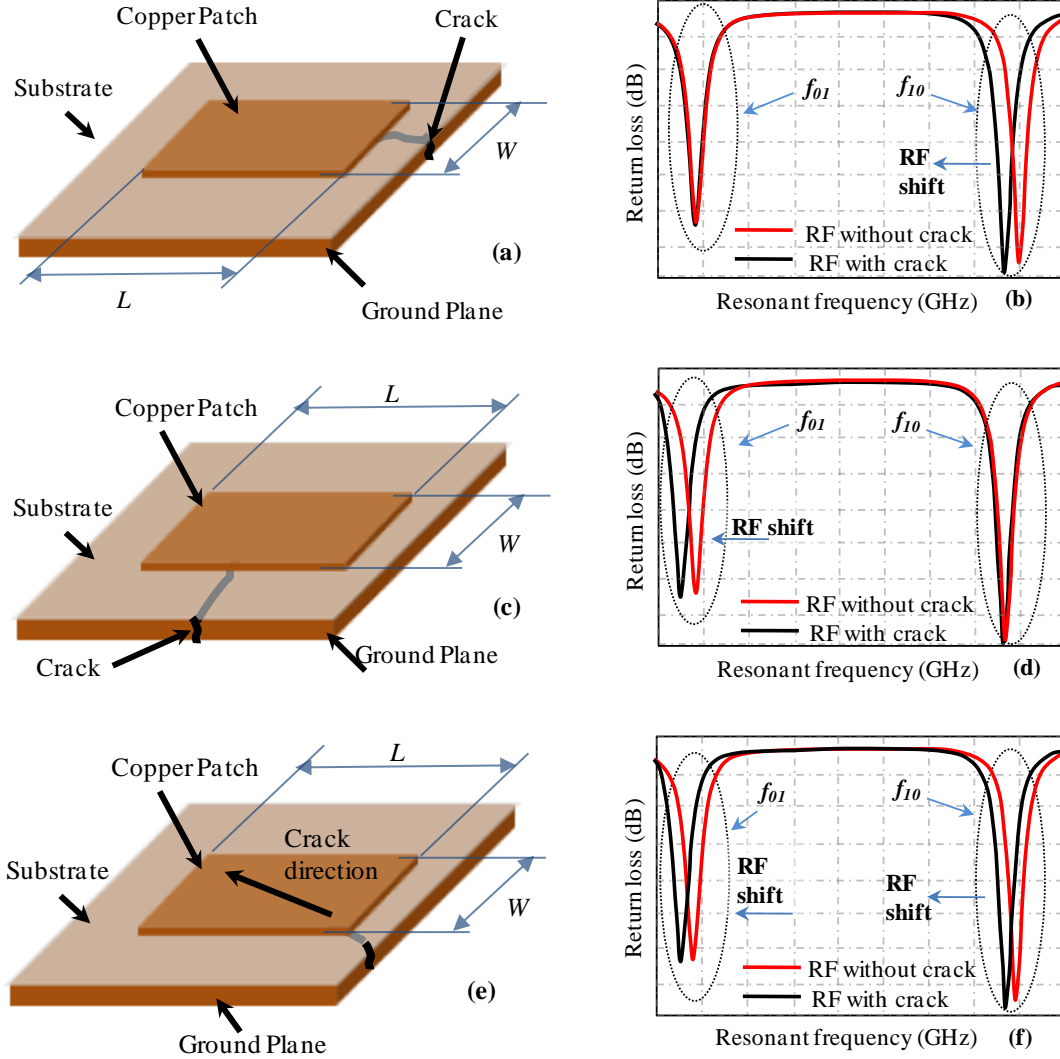 Copper Patch
Crack
Substrate
W
(a)
L
Ground Plane
Return loss (dB)
f01
f10
RF
shift
RF without crack
RF with crack
Resonant frequency (GHz)
(b)
L
Copper Patch
Substrate
W
(c)
Crack
Ground Plane
Return loss (dB)
f01
f10
RF shift
RF without crack
RF with crack
Resonant frequency (GHz)
(d)
L
Copper Patch
Crack
direction
Substrate
W
(e)
Ground Plane
Return loss (dB)
f01
f10
RF
shift
RF
shift
RF without crack
RF with crack
Resonant frequency (GHz)
(f)